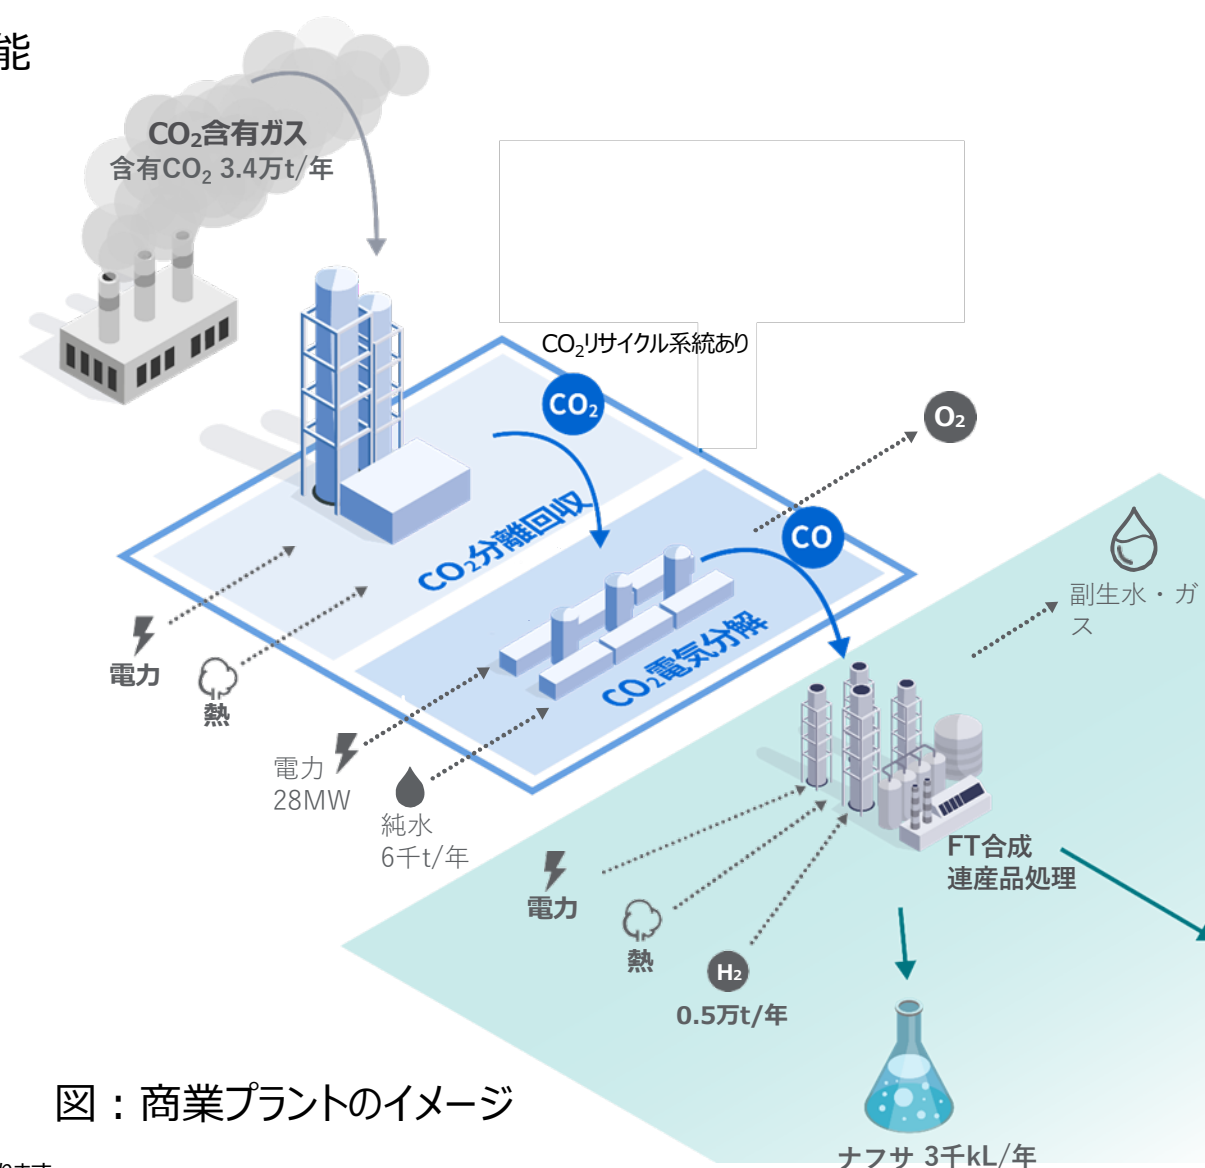 能
CO₂含有ガス
含有CO₂ 3.4万t/年
CO₂リサイクル系統あり
CO₂
O₂
CO₂分離回収
CO
副生水・ガ
ス
CO₂電気分解
電力
熱
電力
28MW
純水
6千t/年
FT合成
連産品処理
電力
熱
H₂
0.5万t/年
図：商業プラントのイメージ
ナフサ 3千kL/年